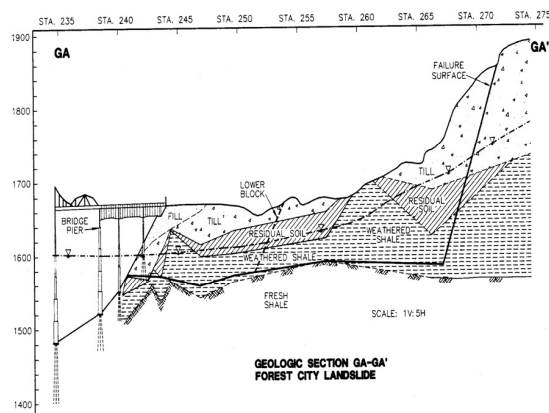 STA. 235 STA. 240 STA. 245 STA. 250 STA. 255 STA. 260 STA. 265 STA. 270 STA. 275
1900
GA
GA'
FAILURE
SURFACE
1800
TILL
LOWER
BLOCK
1700
RESIDUAL SOIL
BRIDGE
PIER
FILL
TILL
RESIDUAL SOIL
WEATHERED
SHALE
WEATHERED SHALE
1600
FRESH
SHALE
SCALE: 1V:5H
1500
GEOLOGIC SECTION GA-GA'
FOREST CITY LANDSLIDE
1400